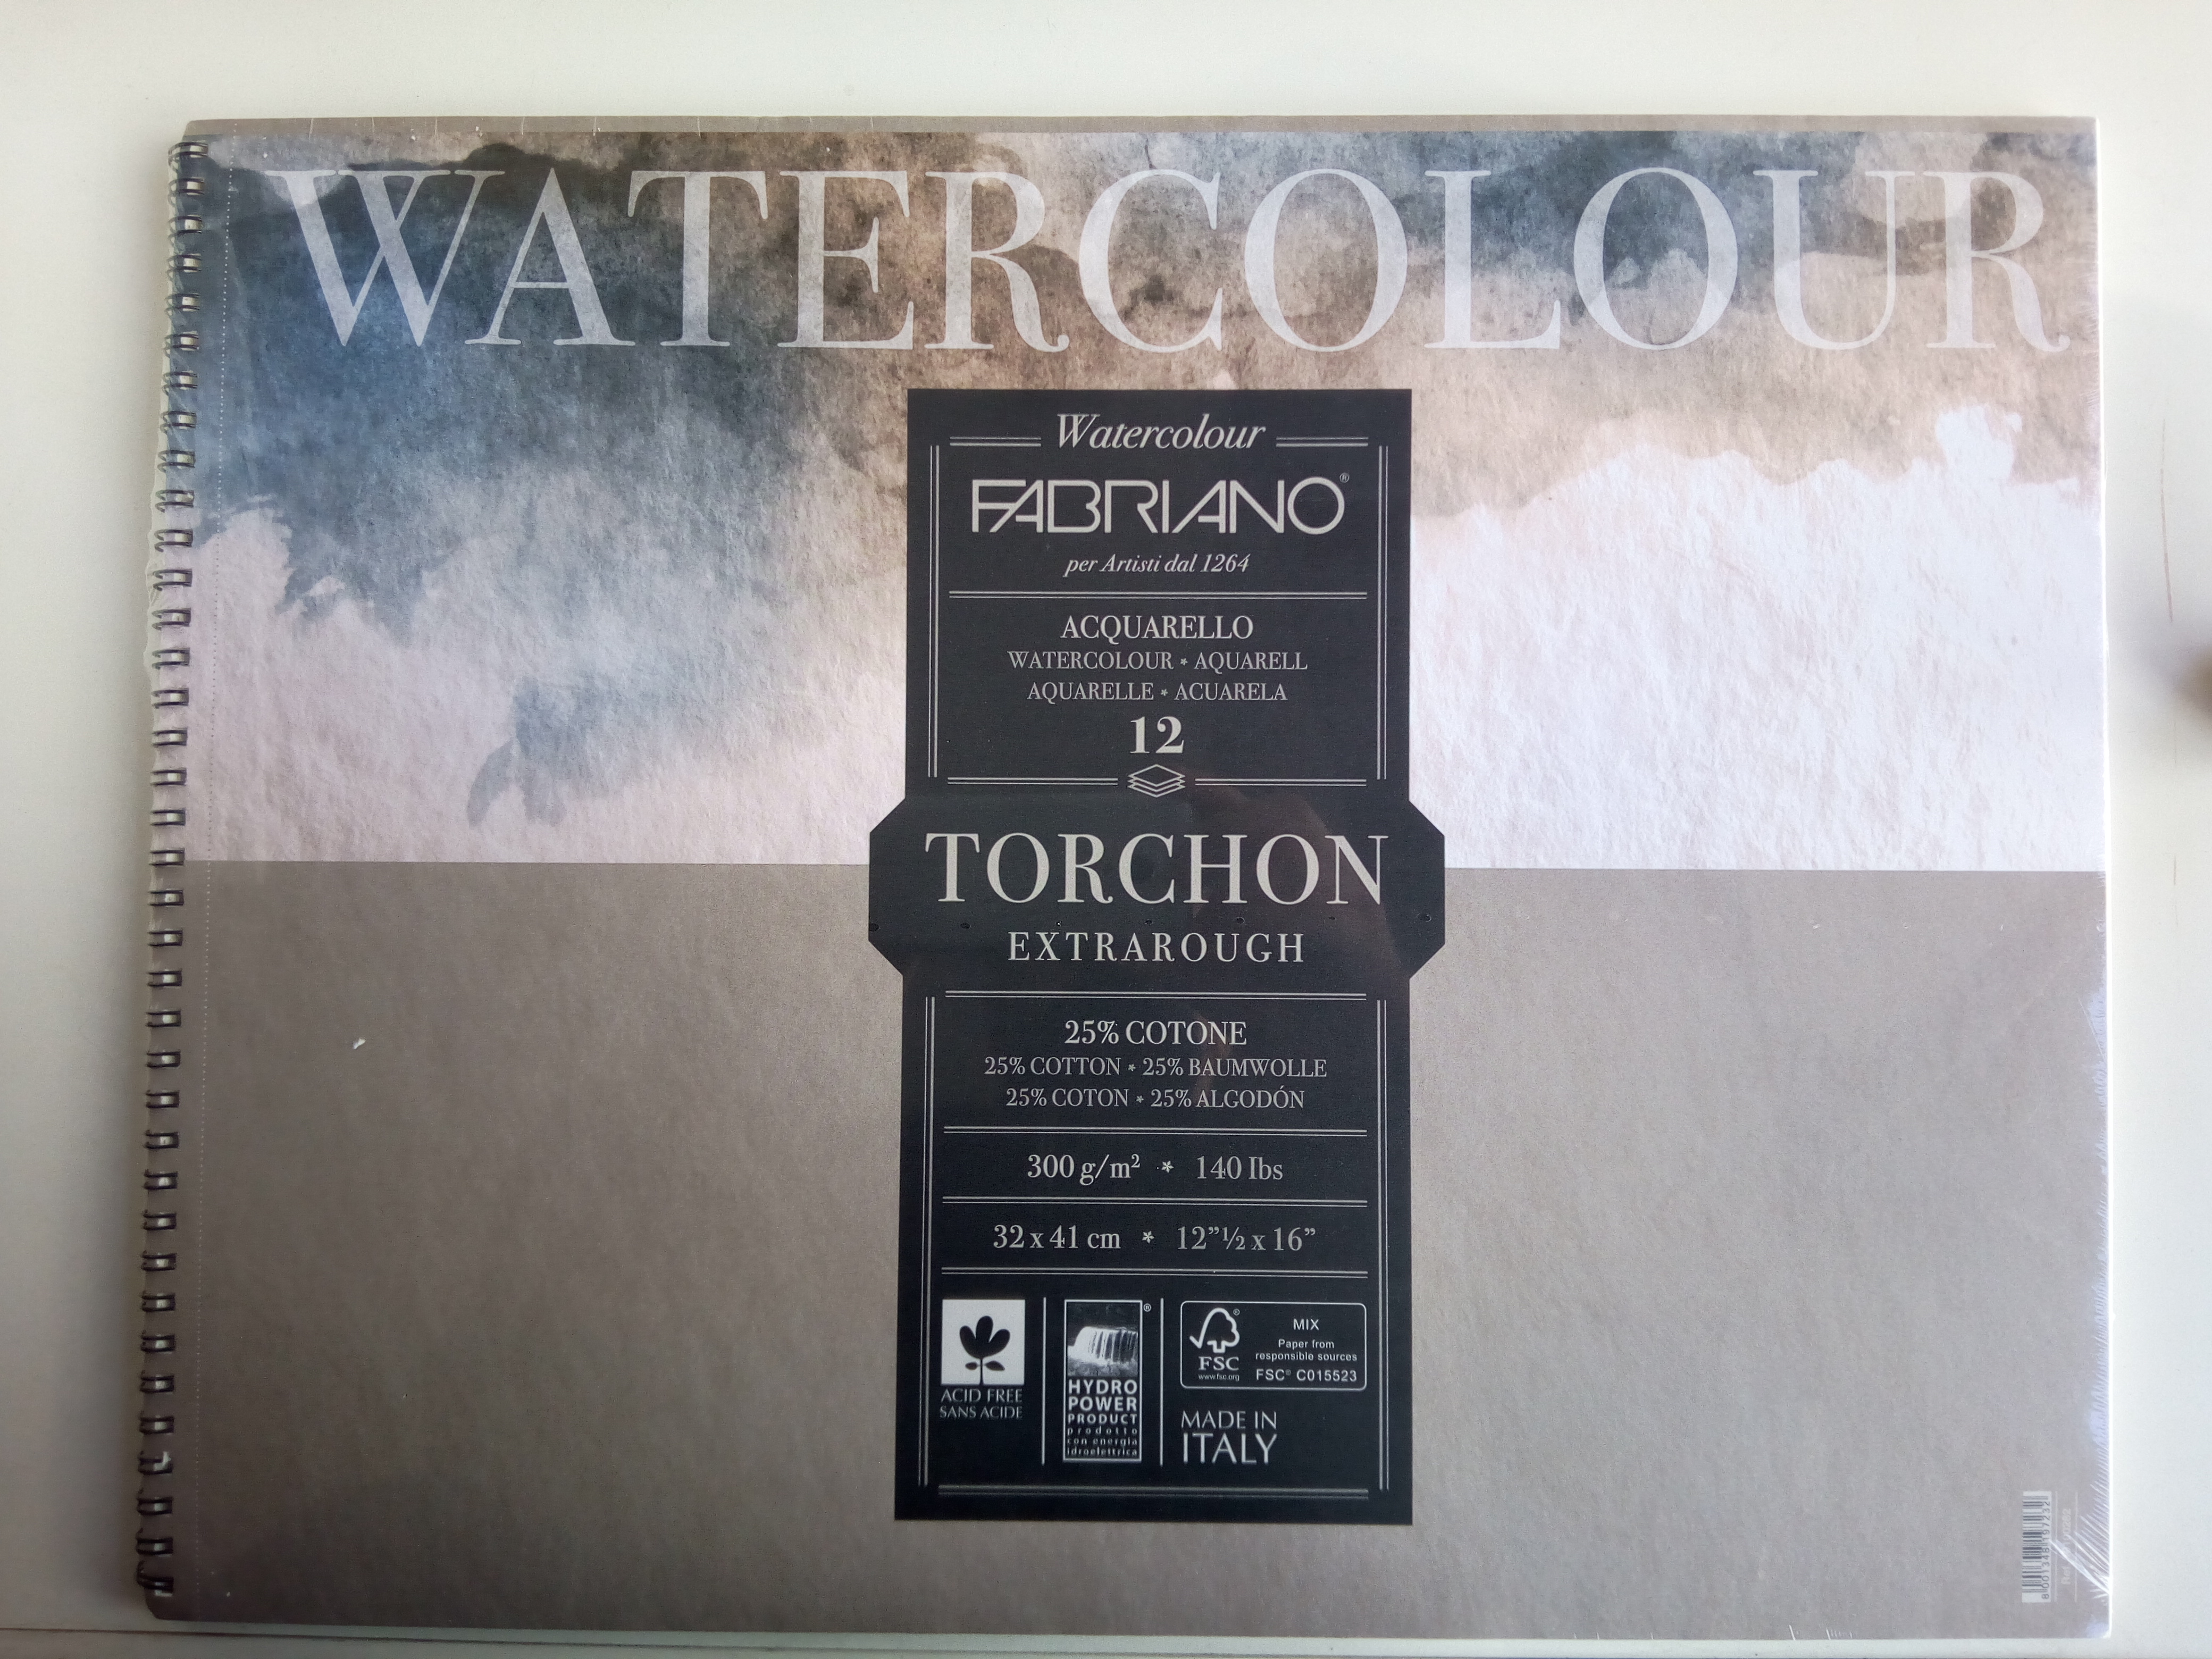 WATERCOLOUR
Watercolour
FABRIANO®
per Artisti dal 1264
ACQUARELLO
WATERCOLOUR * AQUARELL
AQUARELLE * ACUARELA
12
TORCHON
EXTRAROUGH
25% COTONE
25% COTTON * 25% BAUMWOLLE
25% COTON * 25% ALGODÓN
300 g/m² * 140 lbs
32 x 41 cm * 12”½ x 16”
ACID FREE
SANS ACIDE
®
HYDRO
POWER
PRODUCT
prodotto
con energia
idroelettrica
®
FSC
www.fsc.org
MIX
Paper from
responsible sources
FSC® C015523
MADE IN
ITALY